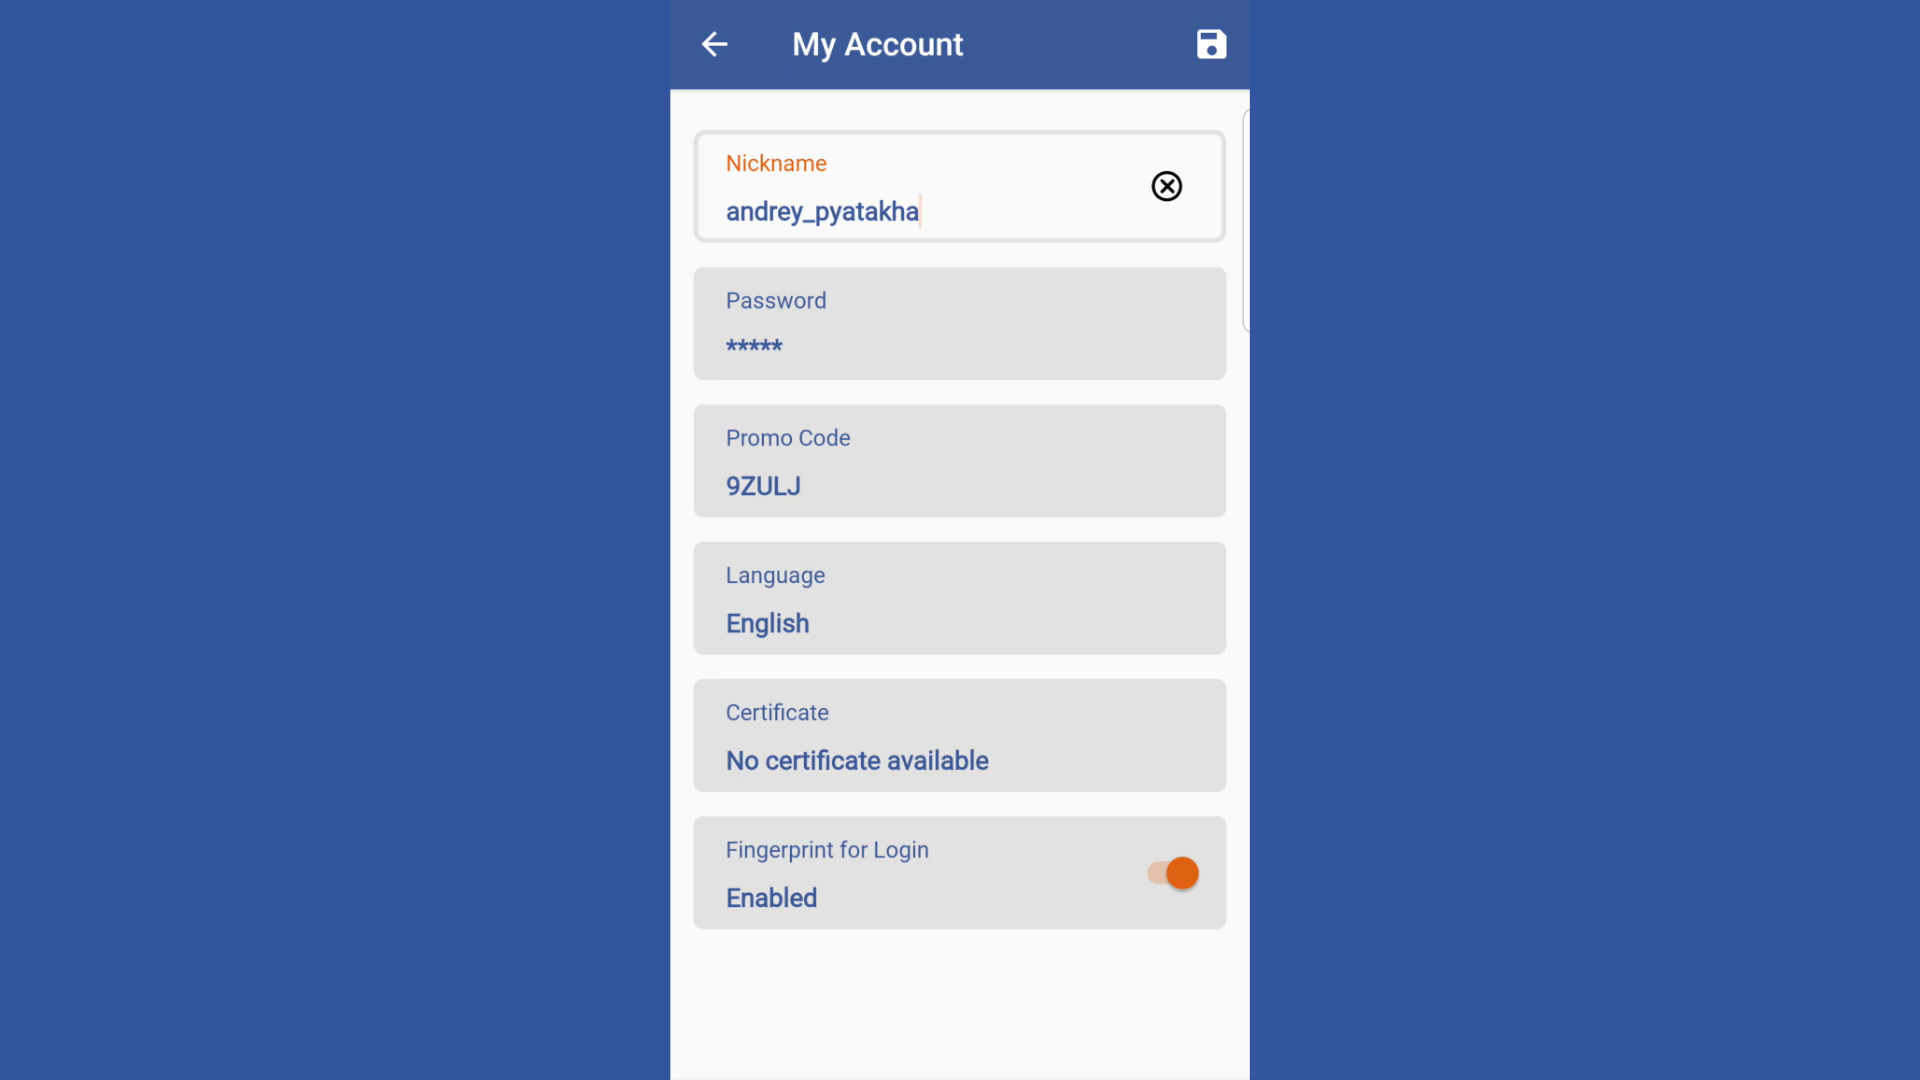 My Account
Nickname
andrey_pyatakha
Password
*****
Promo Code
9ZULJ
Language
English
Certificate
No certificate available
Fingerprint for Login
Enabled